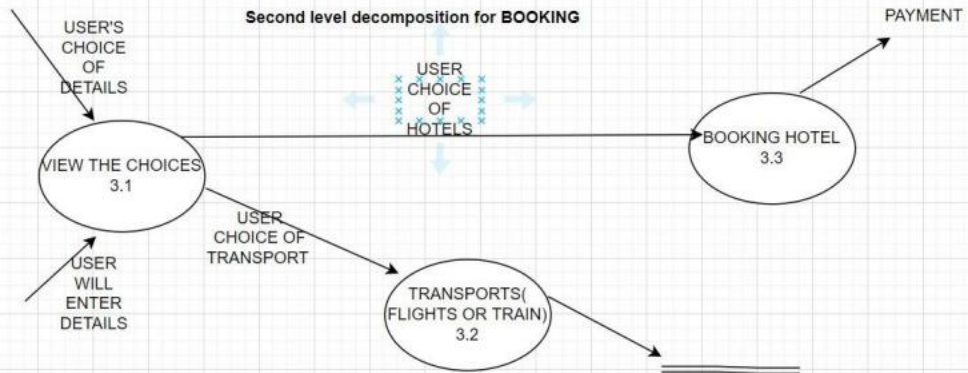 Second level decomposition for BOOKING
PAYMENT
USER'S
CHOICE
OF
DETAILS
USER
CHOICE
OF
HOTELS
VIEW THE CHOICES
3.1
BOOKING HOTEL
3.3
USER
CHOICE OF
TRANSPORT
USER
WILL
ENTER
DETAILS
TRANSPORTS(
FLIGHTS OR TRAIN)
3.2